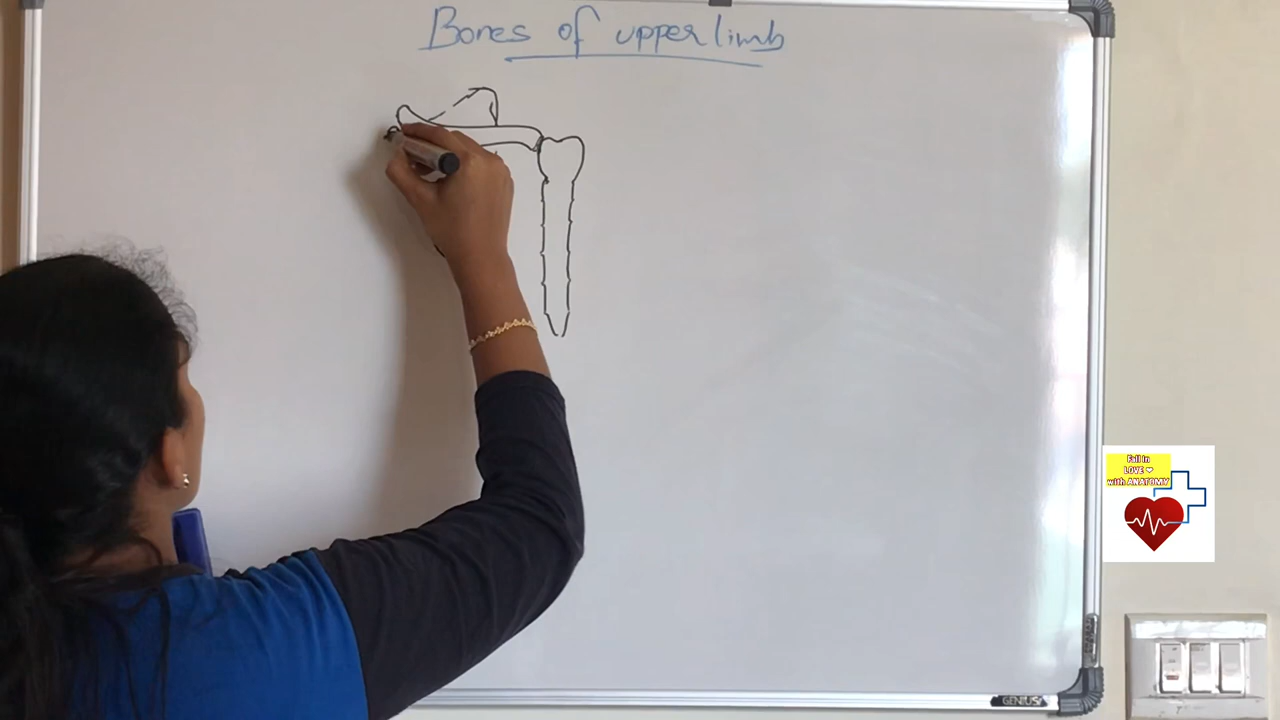 Bones of upper limb
Fall in
LOVE ❤
with ANATOMY
GENIUS